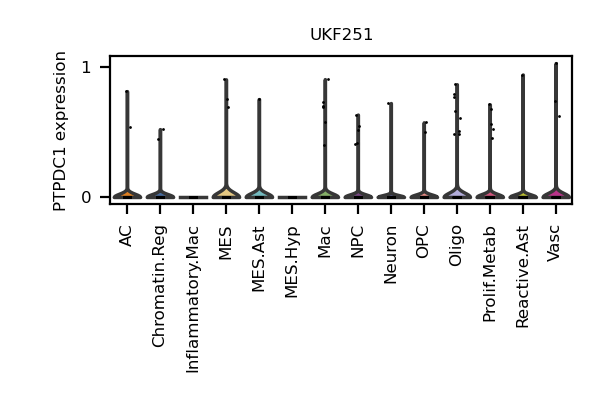 UKF251
PTPDC1 expression
1
0
AC
Chromatin.Reg
Inflammatory.Mac
MES
MES.Ast
MES.Hyp
Mac
NPC
Neuron
OPC
Oligo
Prolif.Metab
Reactive.Ast
Vasc